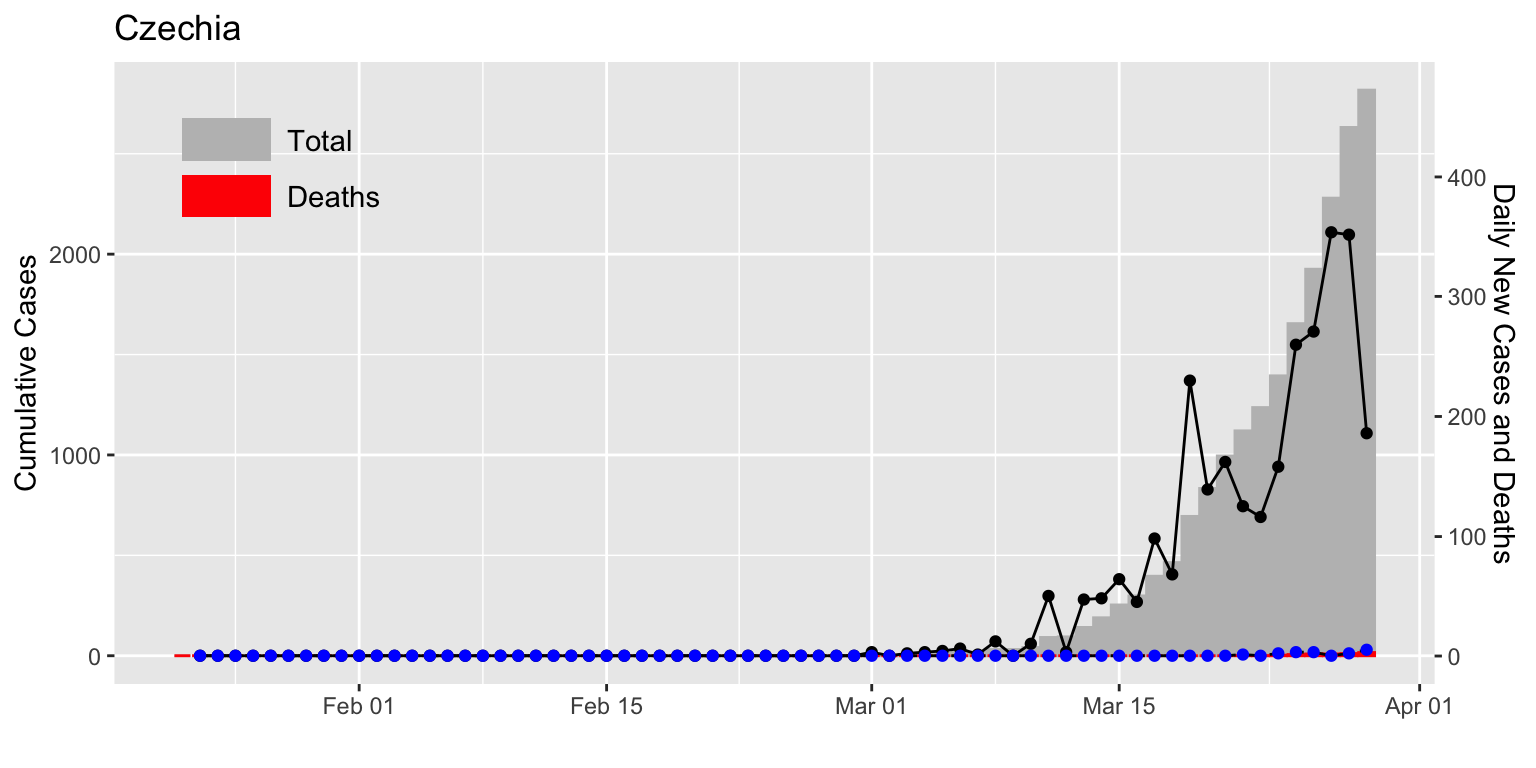 Czechia
Total
Deaths
Cumulative Cases
2000
1000
0
400
300
200
100
0
Daily New Cases and Deaths
Feb 01
Feb 15
Mar 01
Mar 15
Apr 01